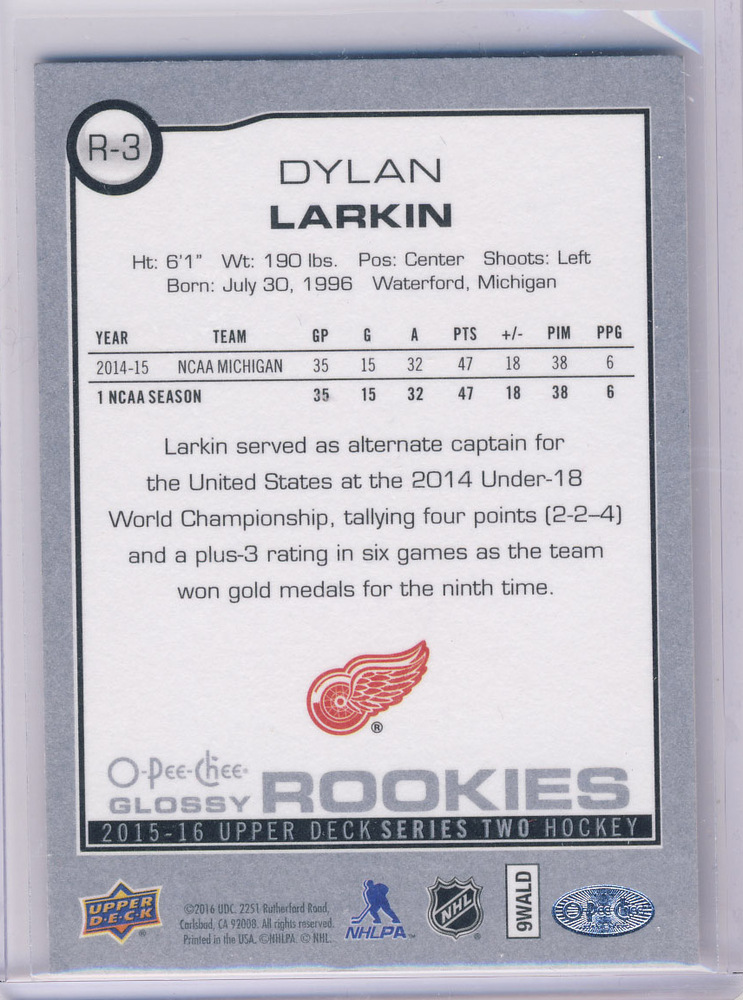 R-3
DYLAN
LARKIN
Ht: 6'1" Wt: 190 lbs. Pos: Center Shoots: Left
Born: July 30, 1996 Waterford, Michigan
YEAR TEAM GP G A PTS +/- PIM PPG
2014-15 NCAA MICHIGAN 35 15 32 47 18 38 6
1 NCAA SEASON 35 15 32 47 18 38 6
Larkin served as alternate captain for
the United States at the 2014 Under-18
World Championship, tallying four points (2-2–4)
and a plus-3 rating in six games as the team
won gold medals for the ninth time.
®
O-Pee-Chee®
GLOSSY ROOKIES
2015-16 UPPER DECK SERIES TWO HOCKEY
UPPER DECK ®
©2016 UDC. 2251 Rutherford Road,
Carlsbad, CA 92008. All rights reserved.
Printed in the USA. ©NHLPA. © NHL.
NHLPA™
NHL ®
9WALD
O-Pee-Chee